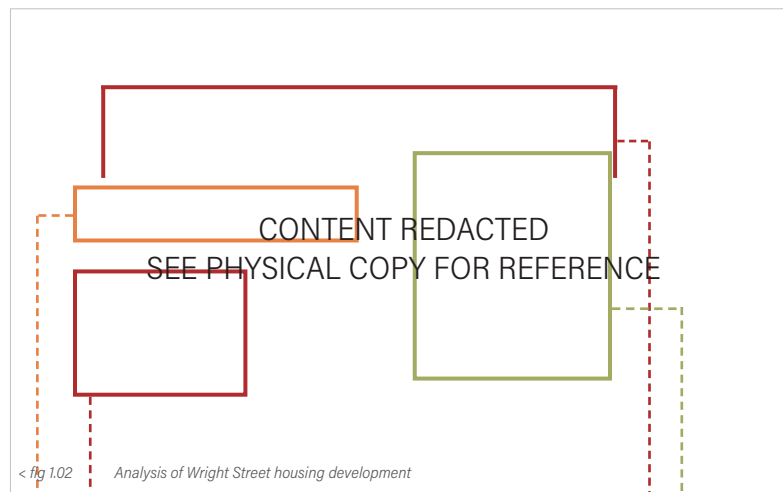 CONTENT REDACTED
SEE PHYSICAL COPY FOR REFERENCE
< fig 1.02 Analysis of Wright Street housing development